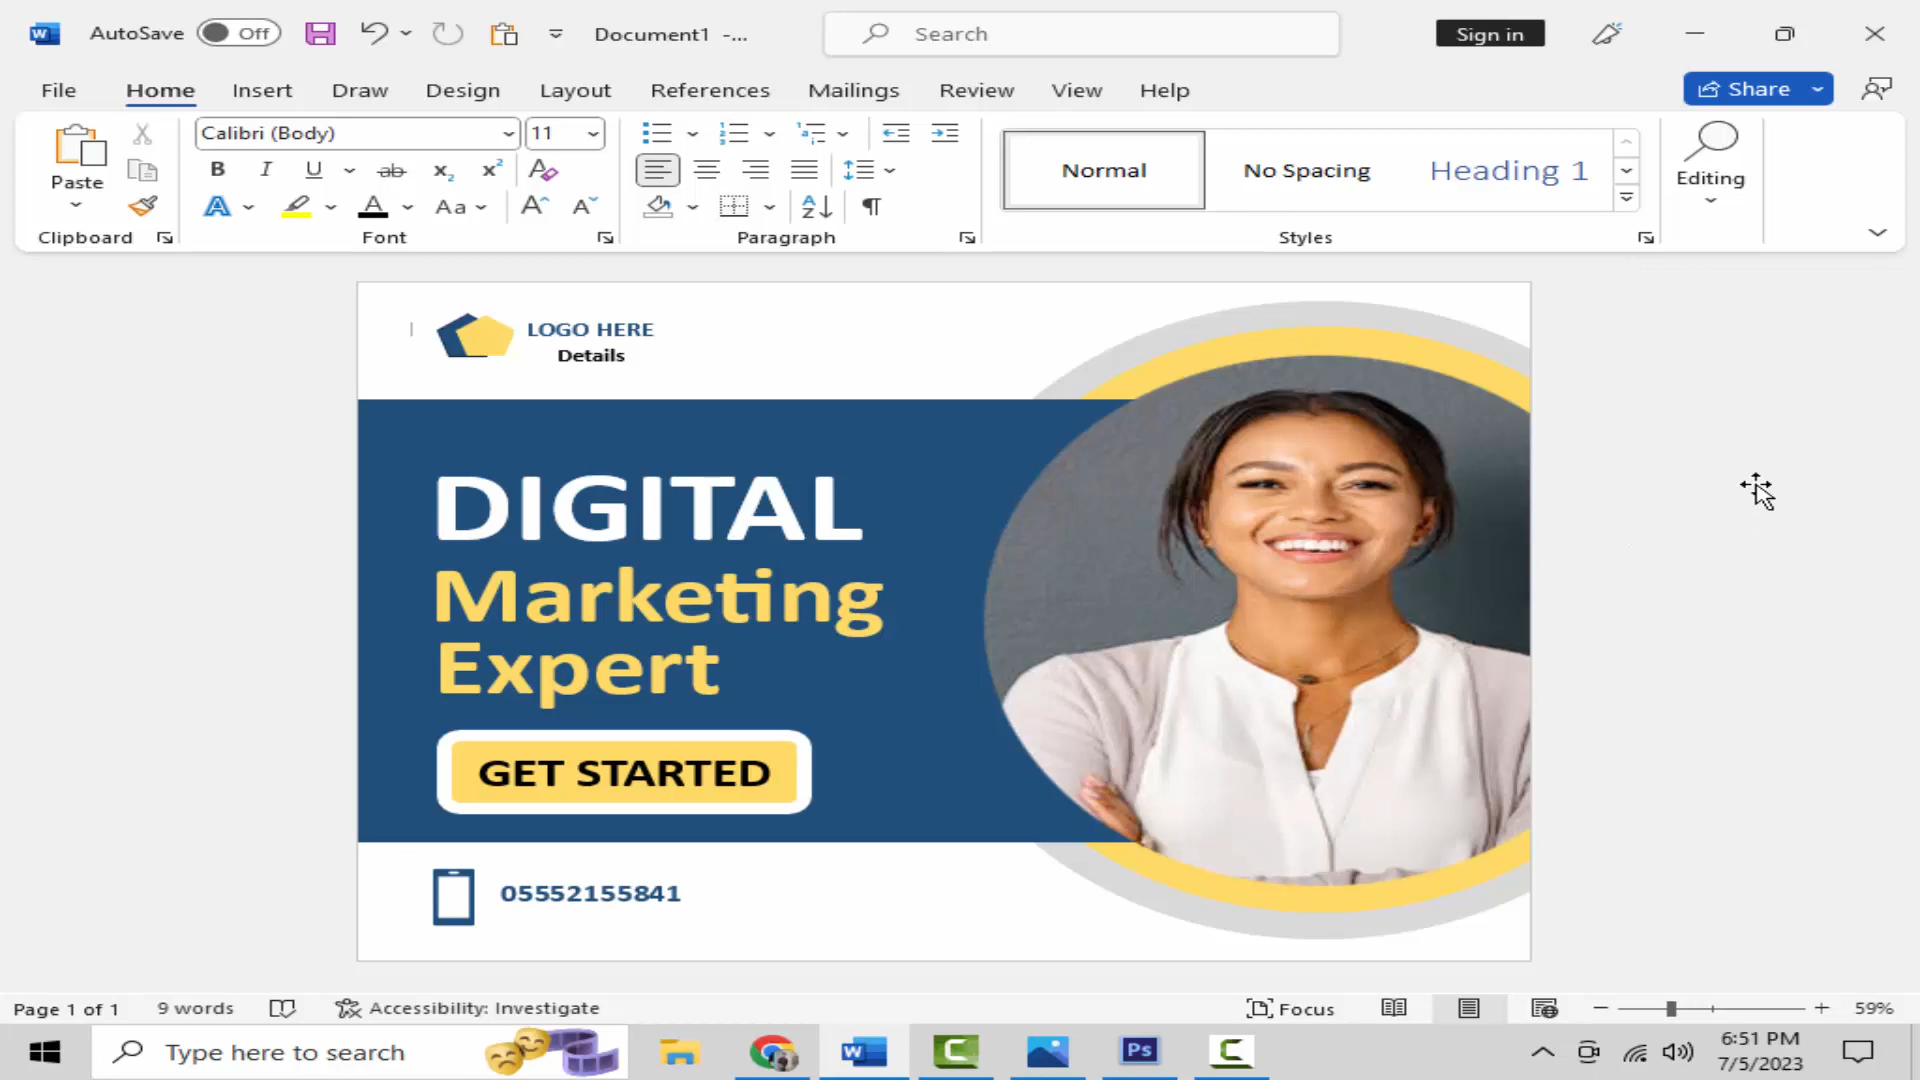 AutoSave Off Document1 -... Search Sign in
File Home Insert Draw Design Layout References Mailings Review View Help Share
Calibri (Body) 11
Paste B I U ab x₂ x² A Normal No Spacing Heading 1 Editing
A A Aa A A A Z ¶
Clipboard Font Paragraph Styles
LOGO HERE
Details
DIGITAL
Marketing
Expert
GET STARTED
05552155841
Page 1 of 1 9 words Accessibility: Investigate Focus 59%
Type here to search W C Ps C 6:51 PM
7/5/2023